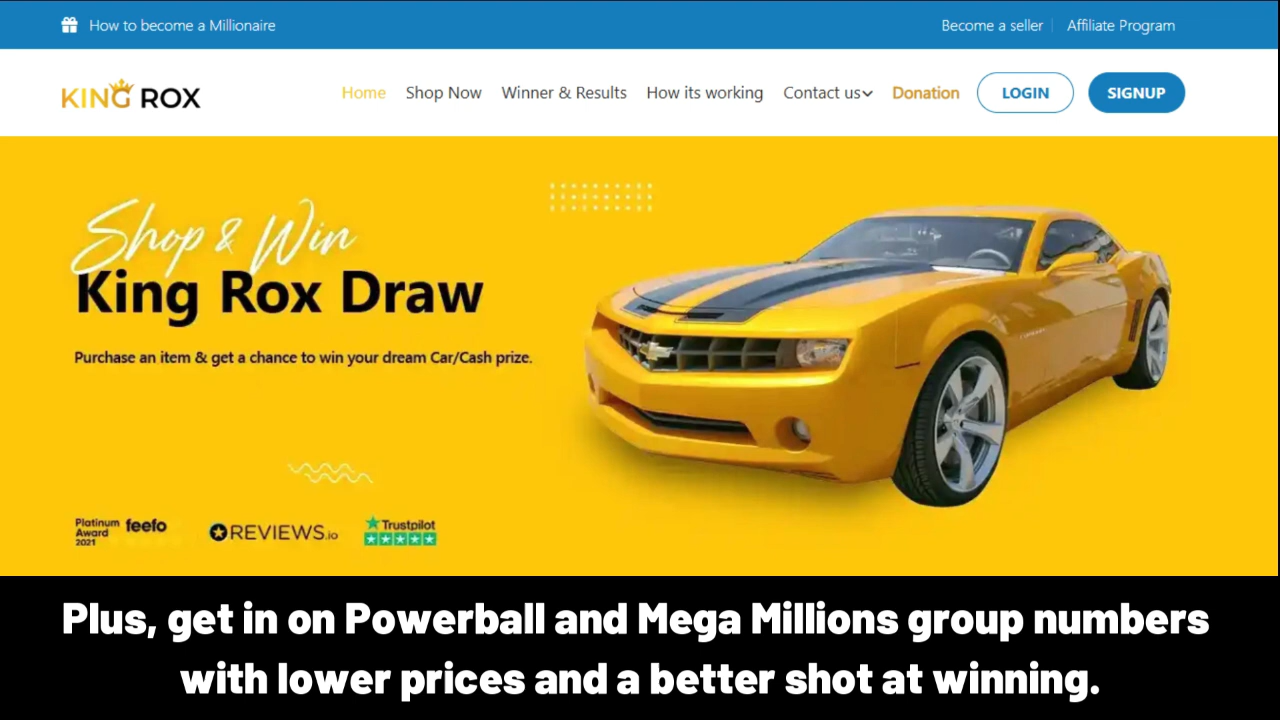 How to become a Millionaire
Become a seller
Affiliate Program
KING ROX
Home
Shop Now
Winner & Results
How its working
Contact us
Donation
LOGIN
SIGNUP
Shop & Win
King Rox Draw
Purchase an item & get a chance to win your dream Car/Cash prize.
Platinum
Award
2021
feefo
REVIEWS.io
Trustpilot
Plus, get in on Powerball and Mega Millions group numbers
with lower prices and a better shot at winning.